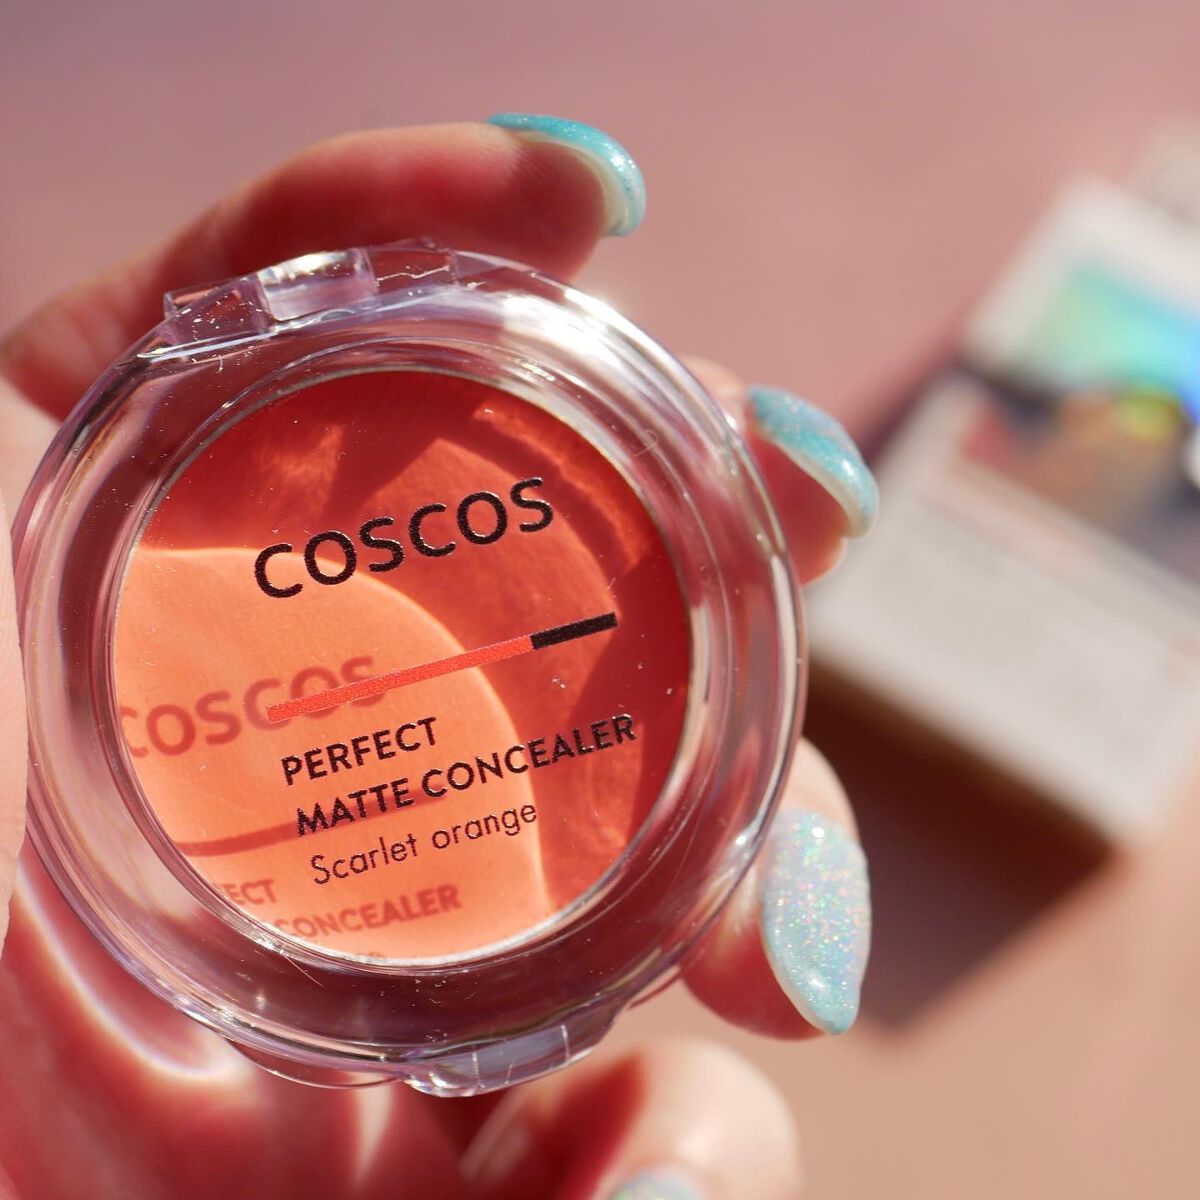 COSCOS
PERFECT
MATTE CONCEALER
Scarlet orange